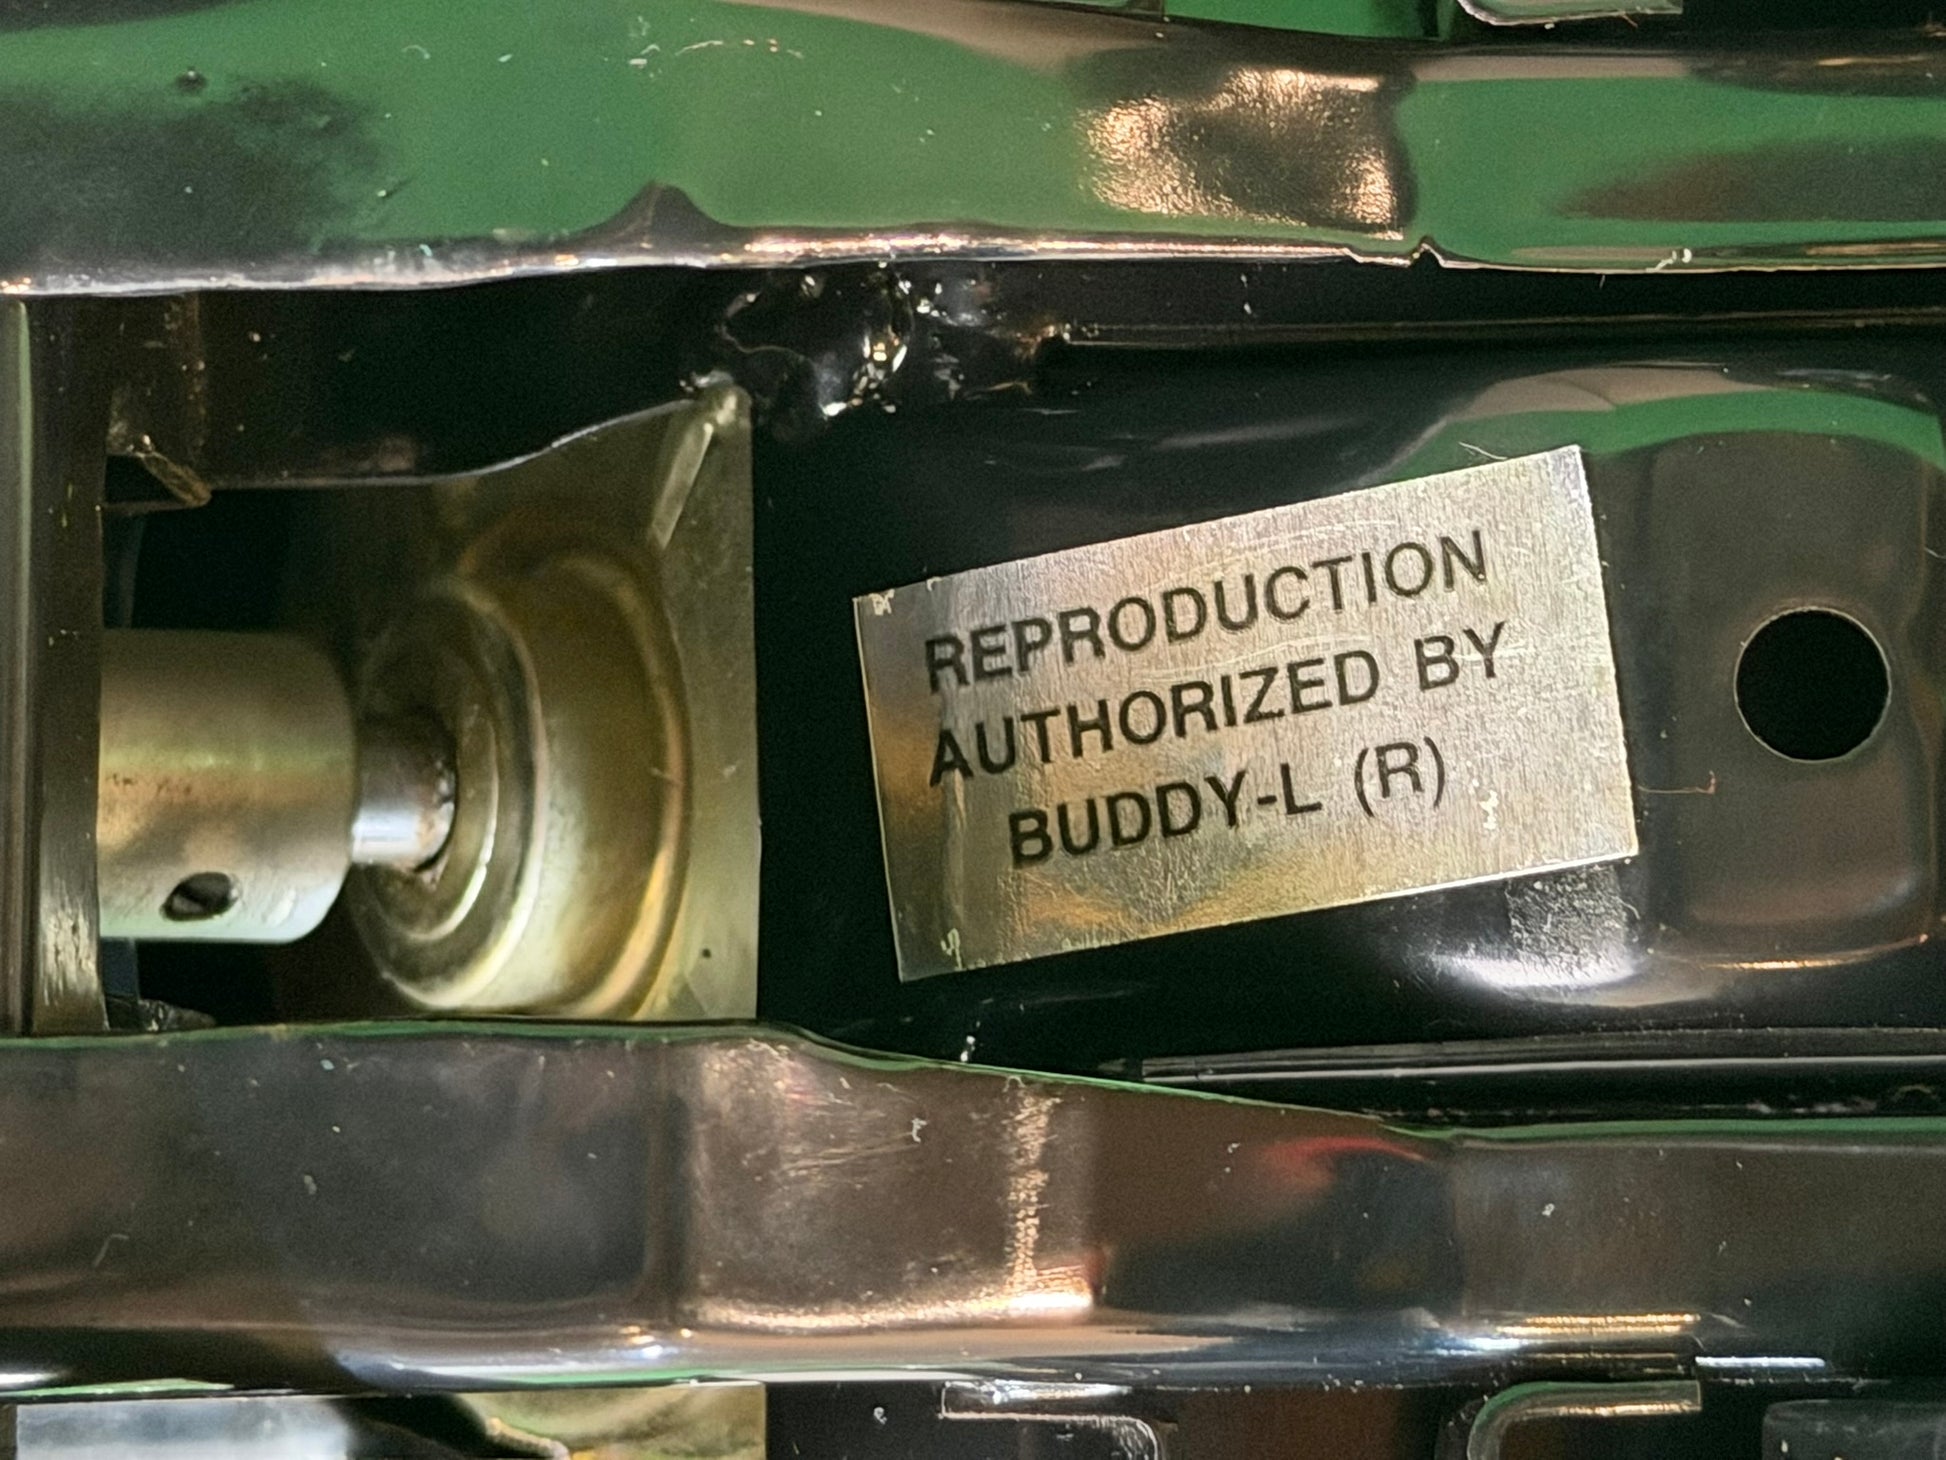 REPRODUCTION
AUTHORIZED BY
BUDDY-L (R)